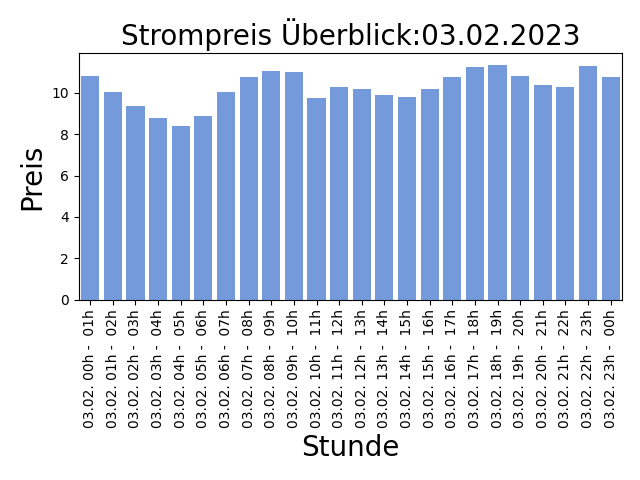 Strompreis Überblick:03.02.2023
Preis
10
8
6
4
2
0
03.02. 00h - 01h
03.02. 01h - 02h
03.02. 02h - 03h
03.02. 03h - 04h
03.02. 04h - 05h
03.02. 05h - 06h
03.02. 06h - 07h
03.02. 07h - 08h
03.02. 08h - 09h
03.02. 09h - 10h
03.02. 10h - 11h
03.02. 11h - 12h
03.02. 12h - 13h
03.02. 13h - 14h
03.02. 14h - 15h
03.02. 15h - 16h
03.02. 16h - 17h
03.02. 17h - 18h
03.02. 18h - 19h
03.02. 19h - 20h
03.02. 20h - 21h
03.02. 21h - 22h
03.02. 22h - 23h
03.02. 23h - 00h
Stunde